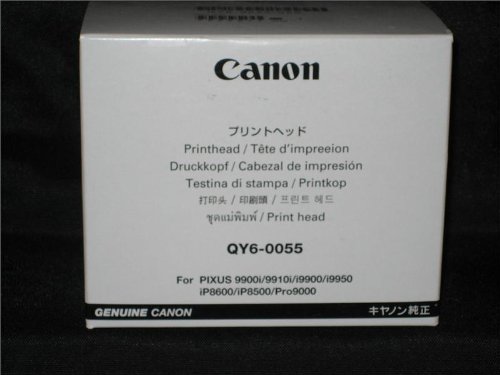 Canon
プリントヘッド
Printhead / Tête d'impreeion
Druckkopf / Cabezal de impresión
Testina di stampa / Printkop
打印头 / 印刷頭 / 프린트 헤드
ชุดแม่พิมพ์ / Print head
QY6-0055
For PIXUS 9900i/9910i/i9900/i9950
iP8600/iP8500/Pro9000
GENUINE CANON キヤノン純正